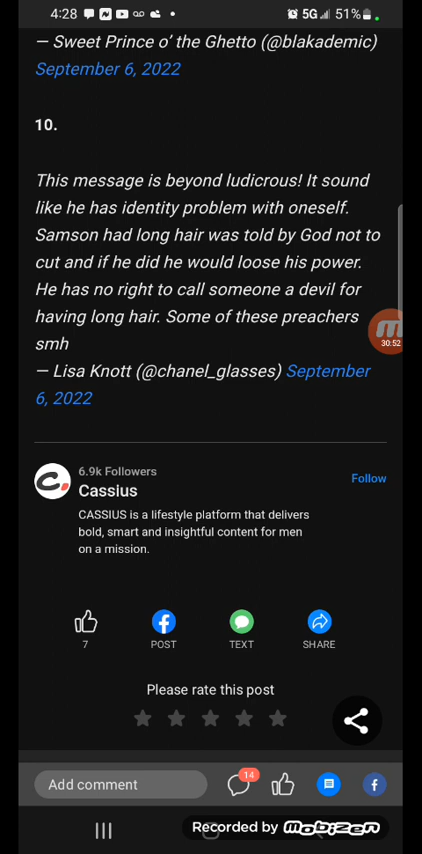 4:28 5G 51%
— Sweet Prince o’ the Ghetto (@blakademic)
September 6, 2022
10.
This message is beyond ludicrous! It sound
like he has identity problem with oneself.
Samson had long hair was told by God not to
cut and if he did he would loose his power.
He has no right to call someone a devil for
having long hair. Some of these preachers
smh
30:52
— Lisa Knott (@chanel_glasses) September
6, 2022
6.9k Followers
Cassius
Follow
CASSIUS is a lifestyle platform that delivers
bold, smart and insightful content for men
on a mission.
7 POST TEXT SHARE
Please rate this post
Add comment 14
Recorded by MOBIZEN